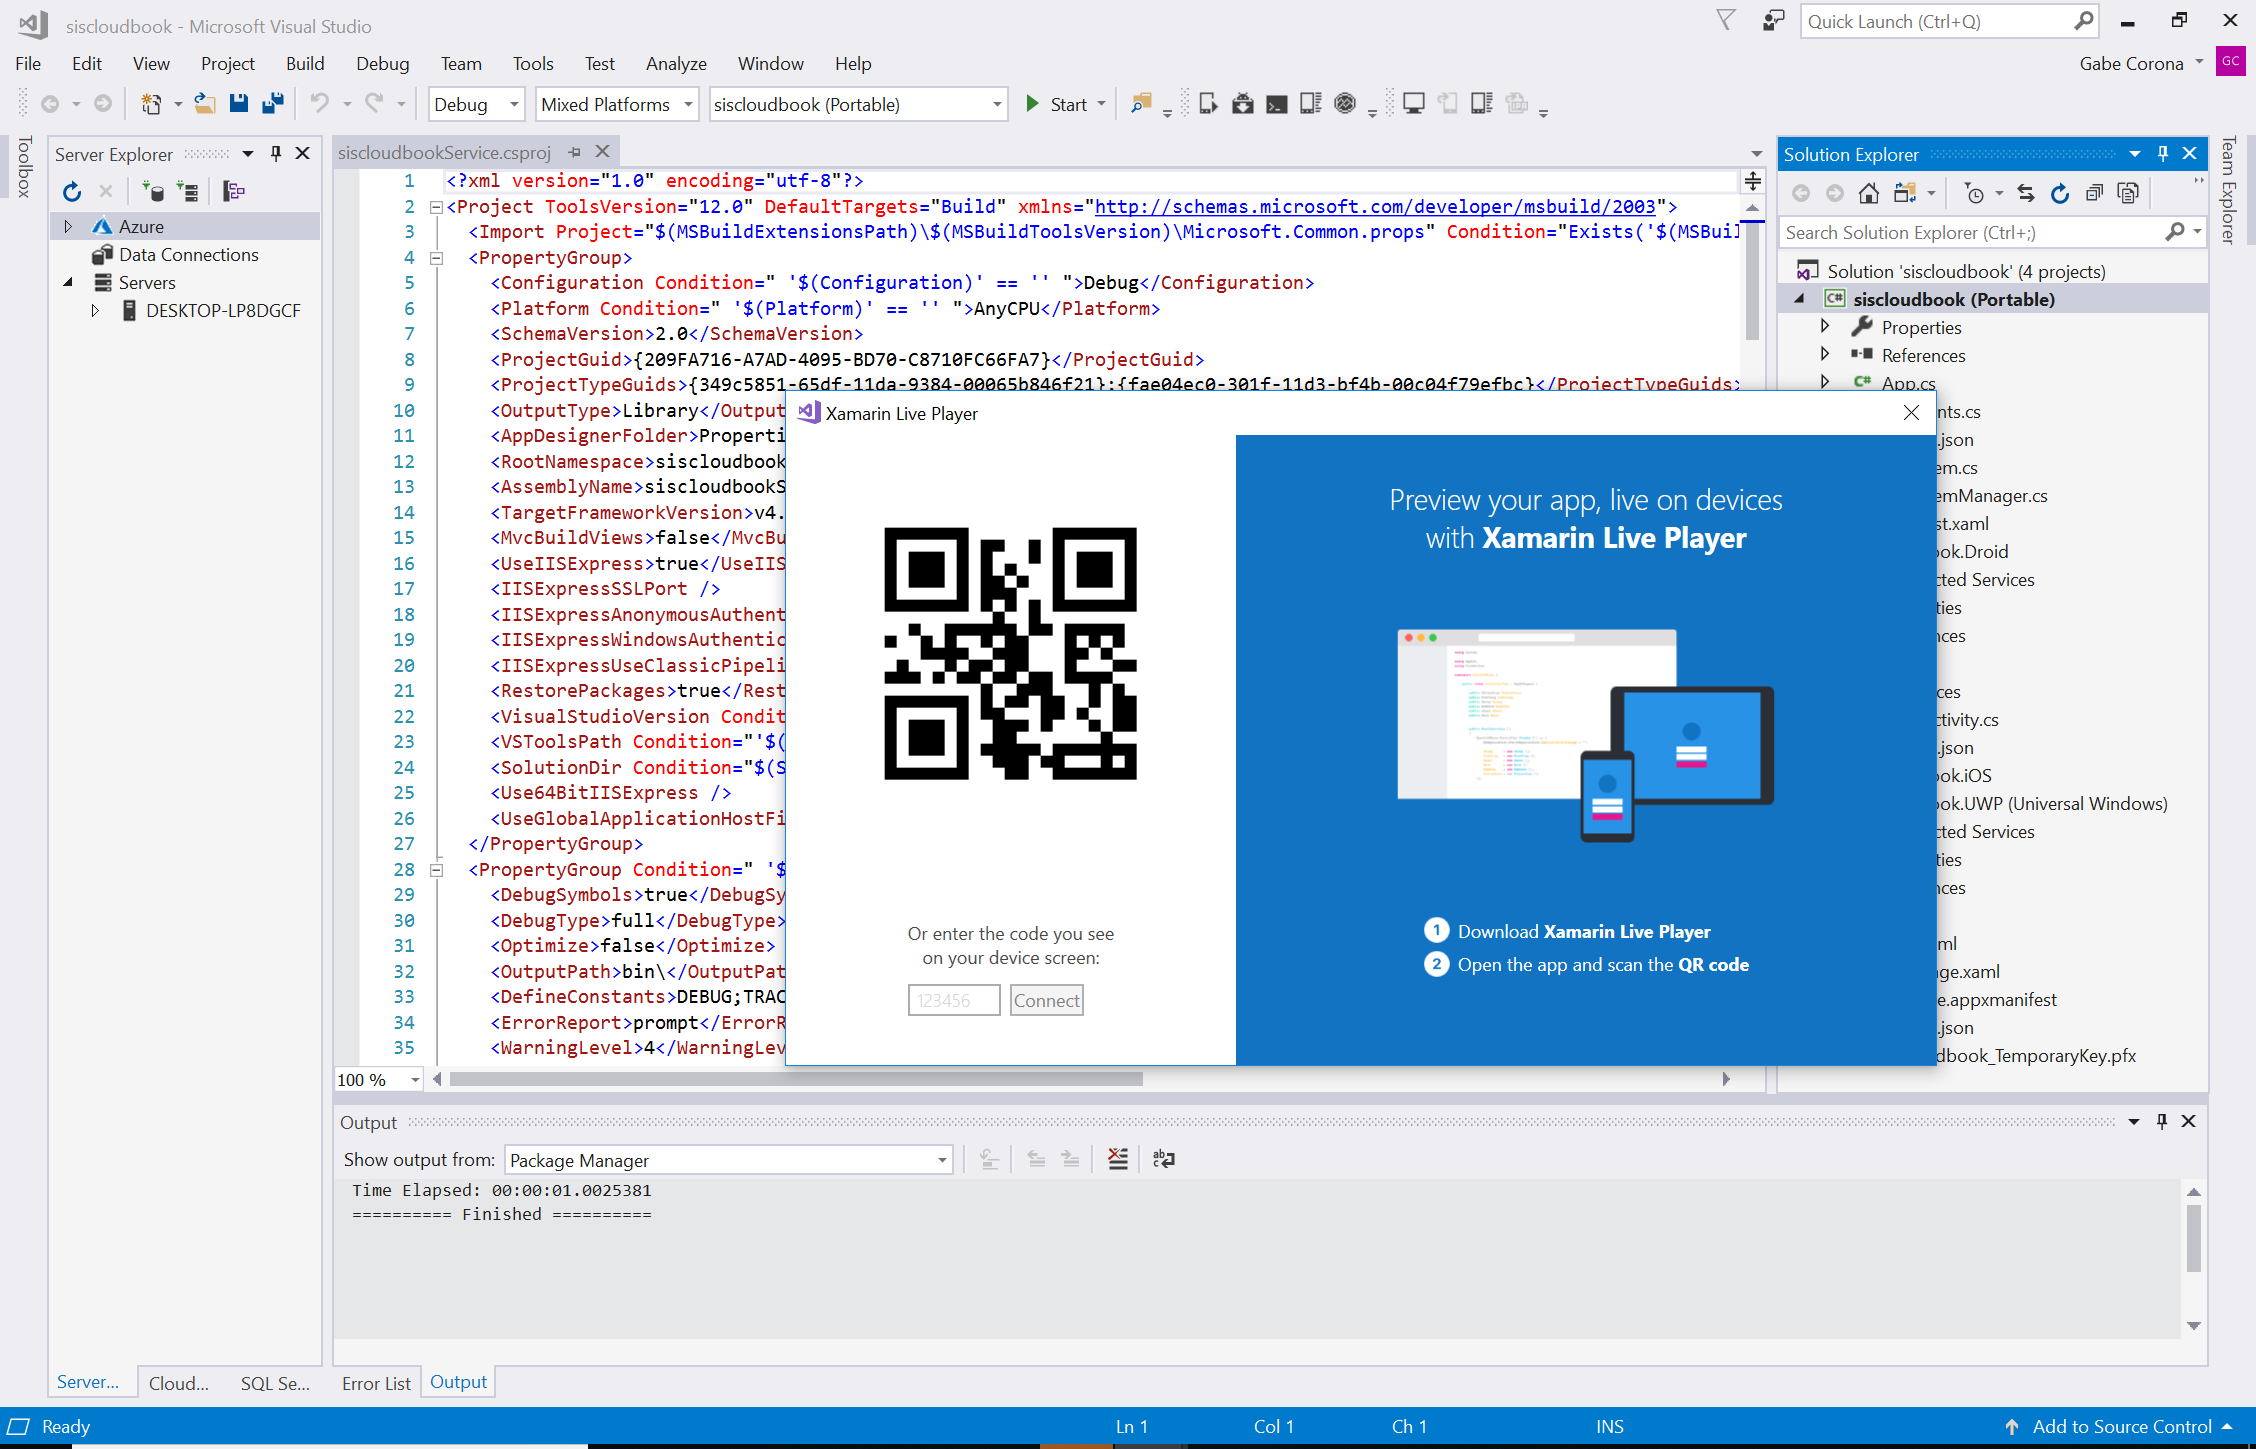 siscloudbook - Microsoft Visual Studio
Quick Launch (Ctrl+Q)
File Edit View Project Build Debug Team Tools Test Analyze Window Help
Gabe Corona
GC
Debug
Mixed Platforms
siscloudbook (Portable)
Start
Toolbox
Server Explorer
Azure
Data Connections
Servers
DESKTOP-LP8DGCF
siscloudbookService.csproj
1 <?xml version="1.0" encoding="utf-8"?>
2 <Project ToolsVersion="12.0" DefaultTargets="Build" xmlns="http://schemas.microsoft.com/developer/msbuild/2003">
3 <Import Project="$(MSBuildExtensionsPath)\$(MSBuildToolsVersion)\Microsoft.Common.props" Condition="Exists('$(MSBuil
4 <PropertyGroup>
5 <Configuration Condition=" '$(Configuration)' == '' ">Debug</Configuration>
6 <Platform Condition=" '$(Platform)' == '' ">AnyCPU</Platform>
7 <SchemaVersion>2.0</SchemaVersion>
8 <ProjectGuid>{209FA716-A7AD-4095-BD70-C8710FC66FA7}</ProjectGuid>
9 <ProjectTypeGuids>{349c5851-65df-11da-9384-00065b846f21};{fae04ec0-301f-11d3-bf4b-00c04f79efbc}</ProjectTypeGuids>
10 <OutputType>Library</Output
11 <AppDesignerFolder>Properti
12 <RootNamespace>siscloudbook
13 <AssemblyName>siscloudbookS
14 <TargetFrameworkVersion>v4.
15 <MvcBuildViews>false</MvcBu
16 <UseIISExpress>true</UseIIS
17 <IISExpressSSLPort />
18 <IISExpressAnonymousAuthent
19 <IISExpressWindowsAuthentic
20 <IISExpressUseClassicPipeli
21 <RestorePackages>true</Rest
22 <VisualStudioVersion Condit
23 <VSToolsPath Condition="'$(
24 <SolutionDir Condition="$(S
25 <Use64BitIISExpress />
26 <UseGlobalApplicationHostFi
27 </PropertyGroup>
28 <PropertyGroup Condition=" '$
29 <DebugSymbols>true</DebugSy
30 <DebugType>full</DebugType>
31 <Optimize>false</Optimize>
32 <OutputPath>bin\</OutputPat
33 <DefineConstants>DEBUG;TRAC
34 <ErrorReport>prompt</ErrorR
35 <WarningLevel>4</WarningLev
100 %
Xamarin Live Player
Or enter the code you see
on your device screen:
123456
Connect
Preview your app, live on devices
with Xamarin Live Player
1 Download Xamarin Live Player
2 Open the app and scan the QR code
Solution Explorer
Search Solution Explorer (Ctrl+;)
Solution 'siscloudbook' (4 projects)
C# siscloudbook (Portable)
Properties
References
C# App.cs
nts.cs
.json
em.cs
emManager.cs
st.xaml
ook.Droid
cted Services
ties
nces
ces
ctivity.cs
.json
ook.iOS
ook.UWP (Universal Windows)
cted Services
ties
nces
ml
ge.xaml
e.appxmanifest
.json
dbook_TemporaryKey.pfx
Team Explorer
Output
Show output from: Package Manager
Time Elapsed: 00:00:01.0025381
========== Finished ==========
Server...
Cloud...
SQL Se...
Error List
Output
Ready
Ln 1
Col 1
Ch 1
INS
Add to Source Control